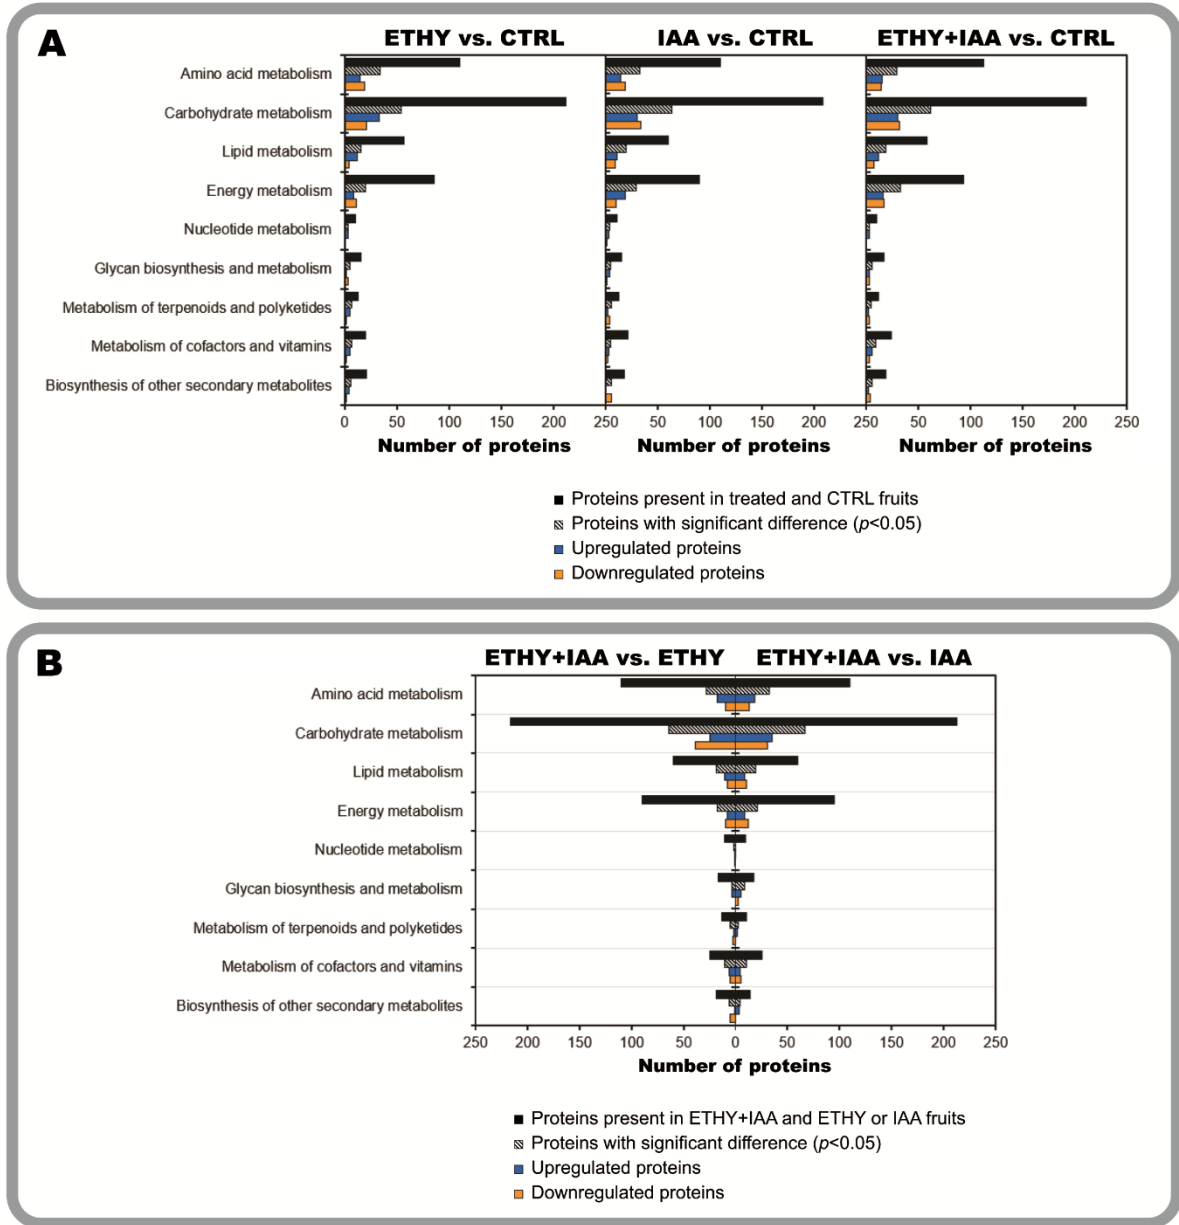 A
ETHY vs. CTRL
IAA vs. CTRL
ETHY+IAA vs. CTRL
Amino acid metabolism
Carbohydrate metabolism
Lipid metabolism
Energy metabolism
Nucleotide metabolism
Glycan biosynthesis and metabolism
Metabolism of terpenoids and polyketides
Metabolism of cofactors and vitamins
Biosynthesis of other secondary metabolites
0 50 100 150 200 250 50 100 150 200 250 50 100 150 200 250
Number of proteins
Number of proteins
Number of proteins
Proteins present in treated and CTRL fruits
Proteins with significant difference (p<0.05)
Upregulated proteins
Downregulated proteins
B
ETHY+IAA vs. ETHY
ETHY+IAA vs. IAA
Amino acid metabolism
Carbohydrate metabolism
Lipid metabolism
Energy metabolism
Nucleotide metabolism
Glycan biosynthesis and metabolism
Metabolism of terpenoids and polyketides
Metabolism of cofactors and vitamins
Biosynthesis of other secondary metabolites
250 200 150 100 50 0 50 100 150 200 250
Number of proteins
Proteins present in ETHY+IAA and ETHY or IAA fruits
Proteins with significant difference (p<0.05)
Upregulated proteins
Downregulated proteins